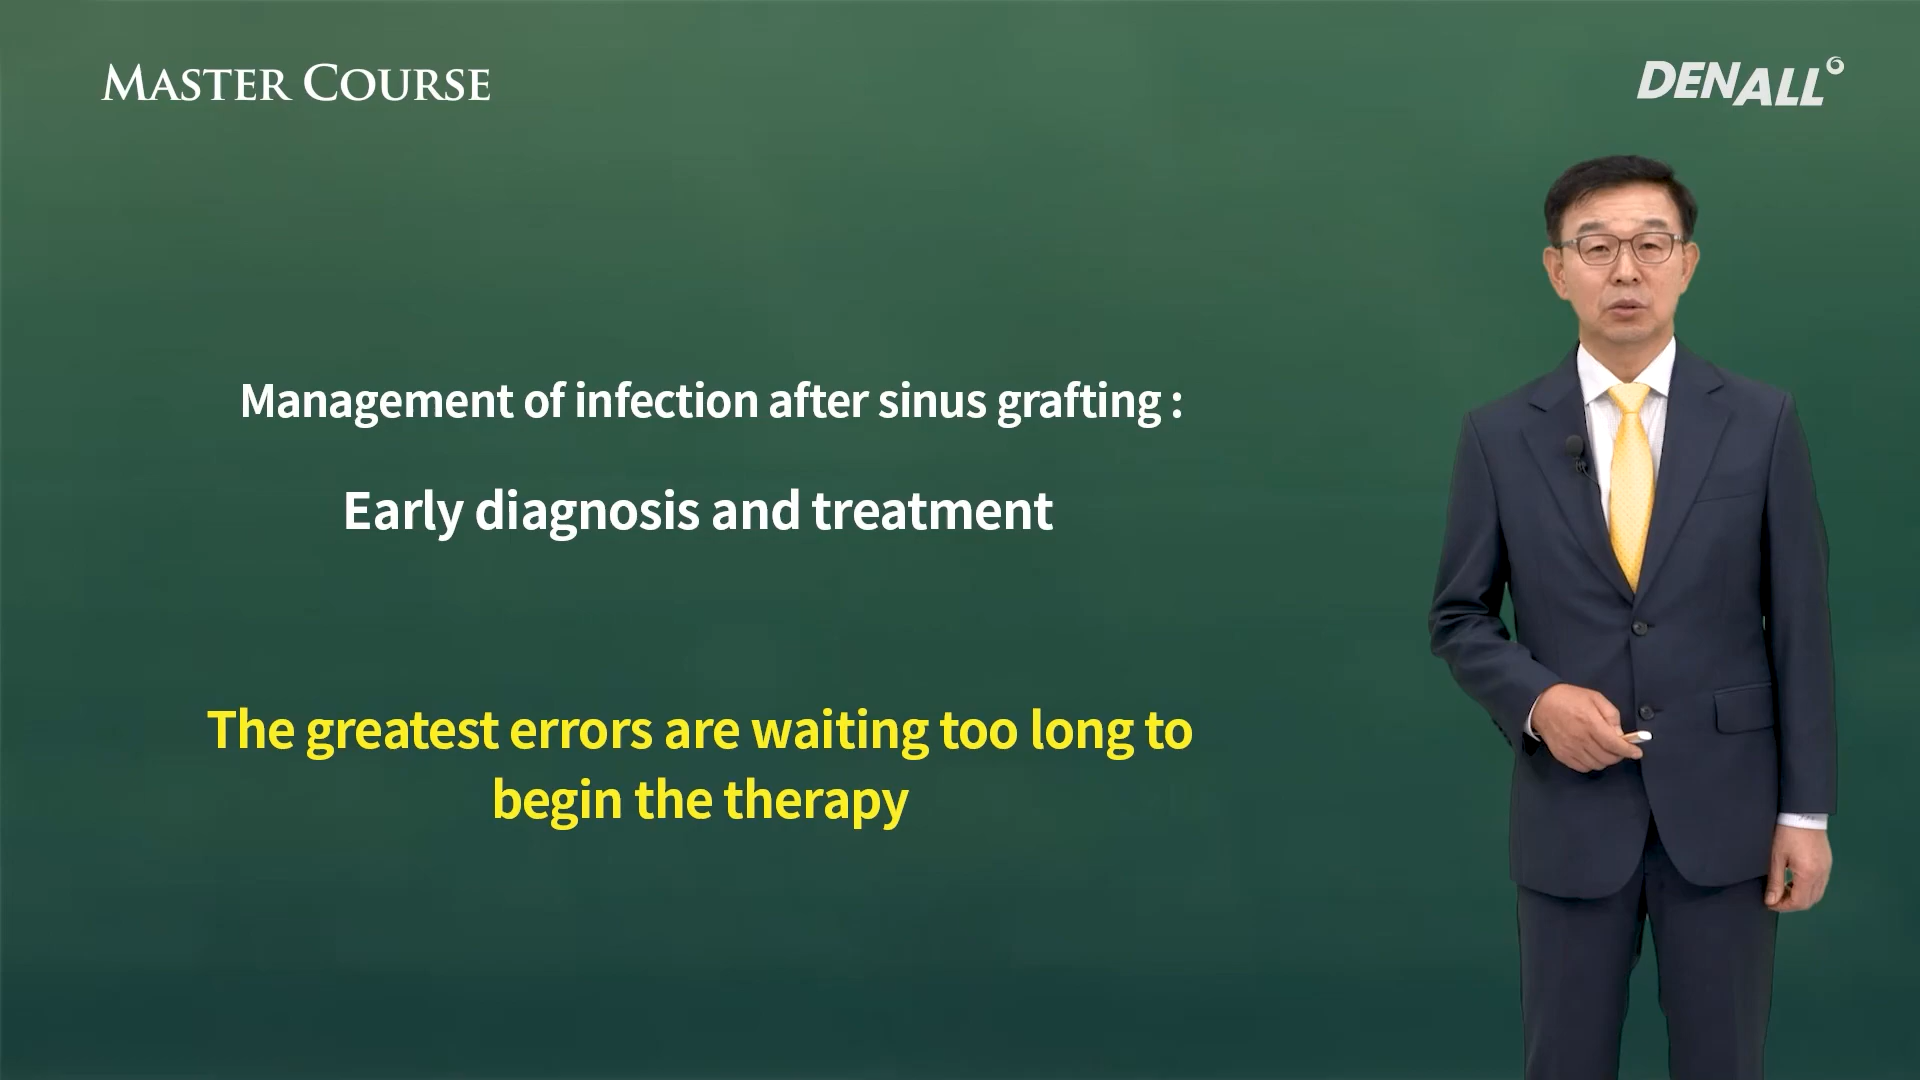 MASTER COURSE
DENALL
Management of infection after sinus grafting :
Early diagnosis and treatment
The greatest errors are waiting too long to
begin the therapy